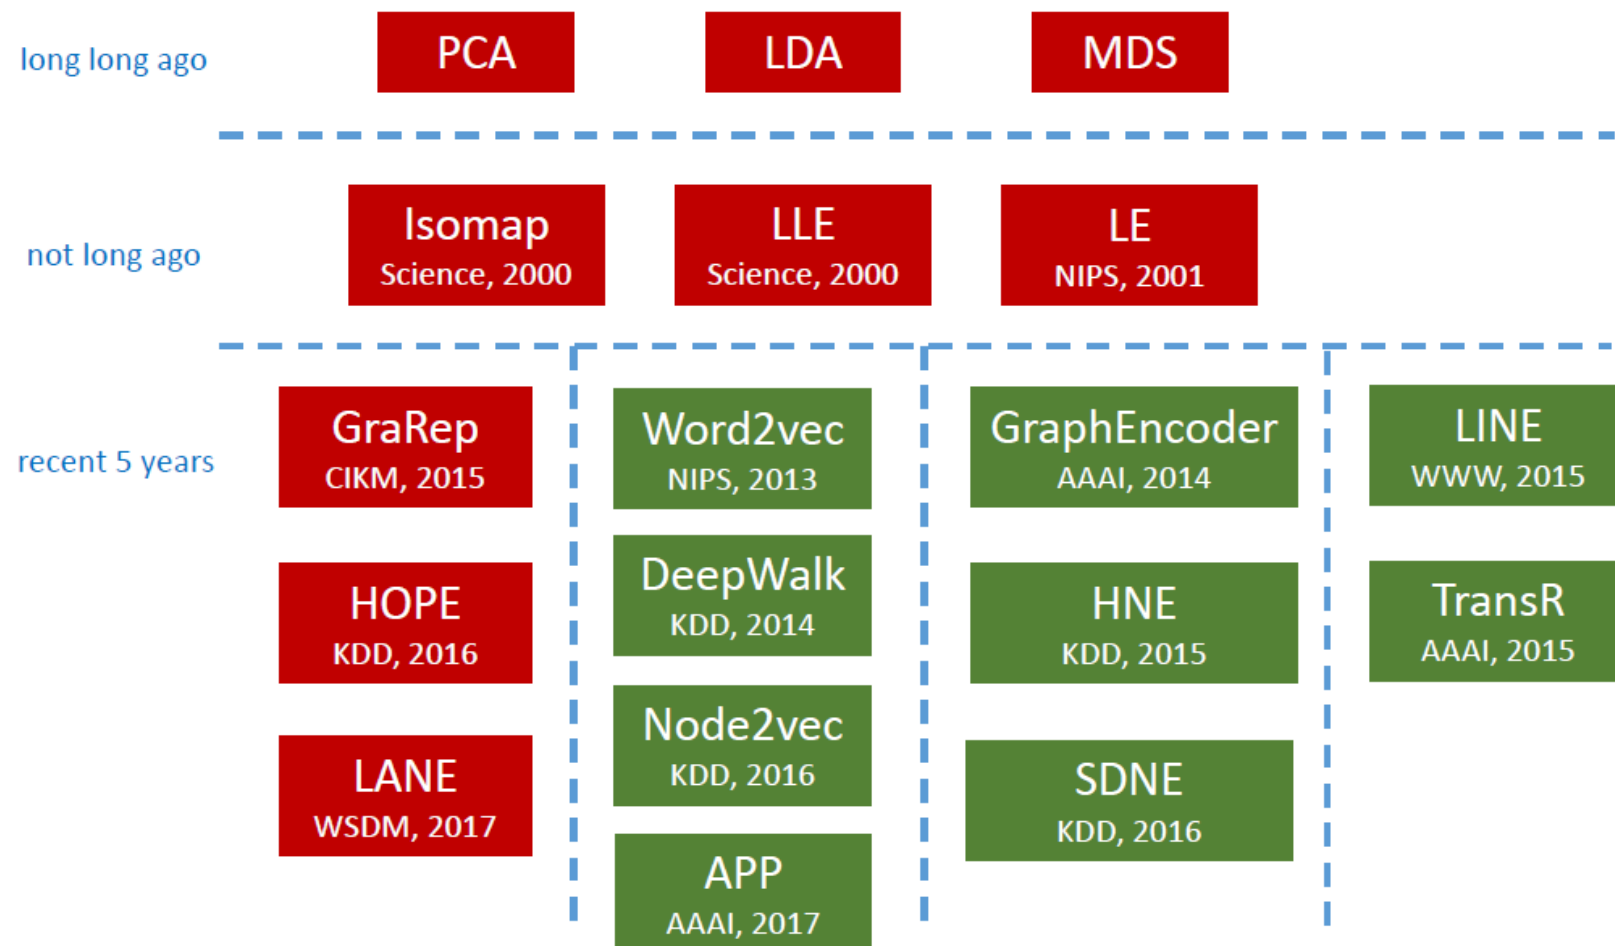 long long ago
PCA
LDA
MDS
not long ago
Isomap
Science, 2000
LLE
Science, 2000
LE
NIPS, 2001
recent 5 years
GraRep
CIKM, 2015
HOPE
KDD, 2016
LANE
WSDM, 2017
Word2vec
NIPS, 2013
DeepWalk
KDD, 2014
Node2vec
KDD, 2016
APP
AAAI, 2017
GraphEncoder
AAAI, 2014
HNE
KDD, 2015
SDNE
KDD, 2016
LINE
WWW, 2015
TransR
AAAI, 2015